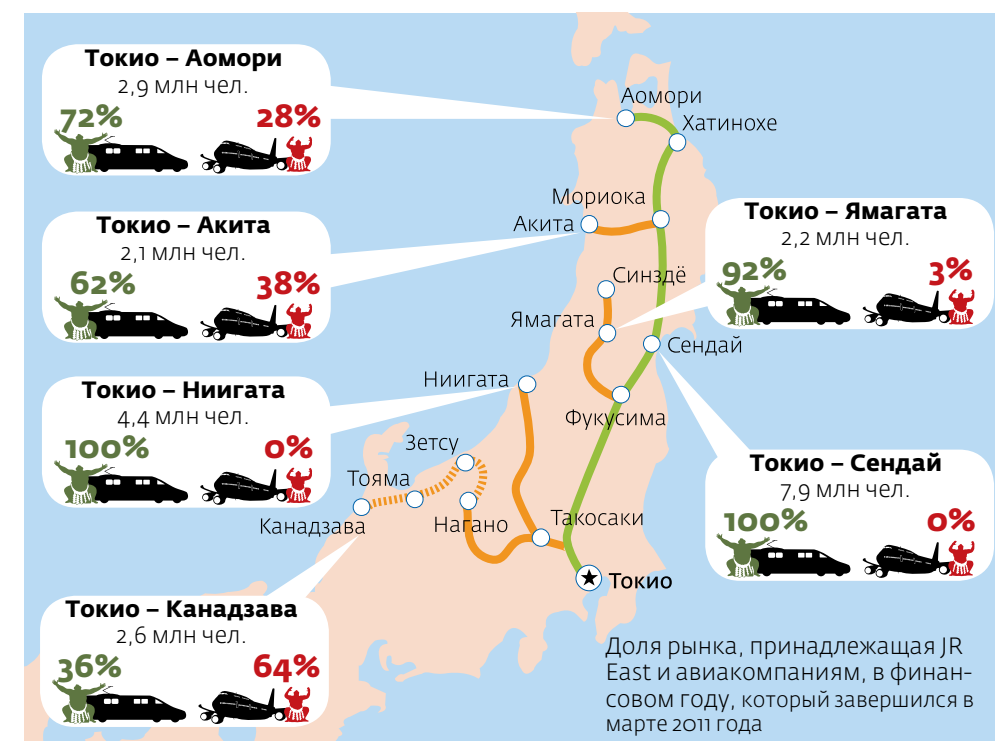 Токио – Аомори
2,9 млн чел.
72% 28%
Токио – Акита
2,1 млн чел.
62% 38%
Токио – Ниигата
4,4 млн чел.
100% 0%
Токио – Канадзава
2,6 млн чел.
36% 64%
Токио – Ямагата
2,2 млн чел.
92% 3%
Токио – Сендай
7,9 млн чел.
100% 0%
Аомори
Хатинохе
Мориока
Акита
Синздё
Ямагата
Сендай
Ниигата
Фукусима
Зетсу
Тояма
Канадзава
Нагано
Такосаки
Токио
Доля рынка, принадлежащая JR
East и авиакомпаниям, в финан-
совом году, который завершился в
марте 2011 года